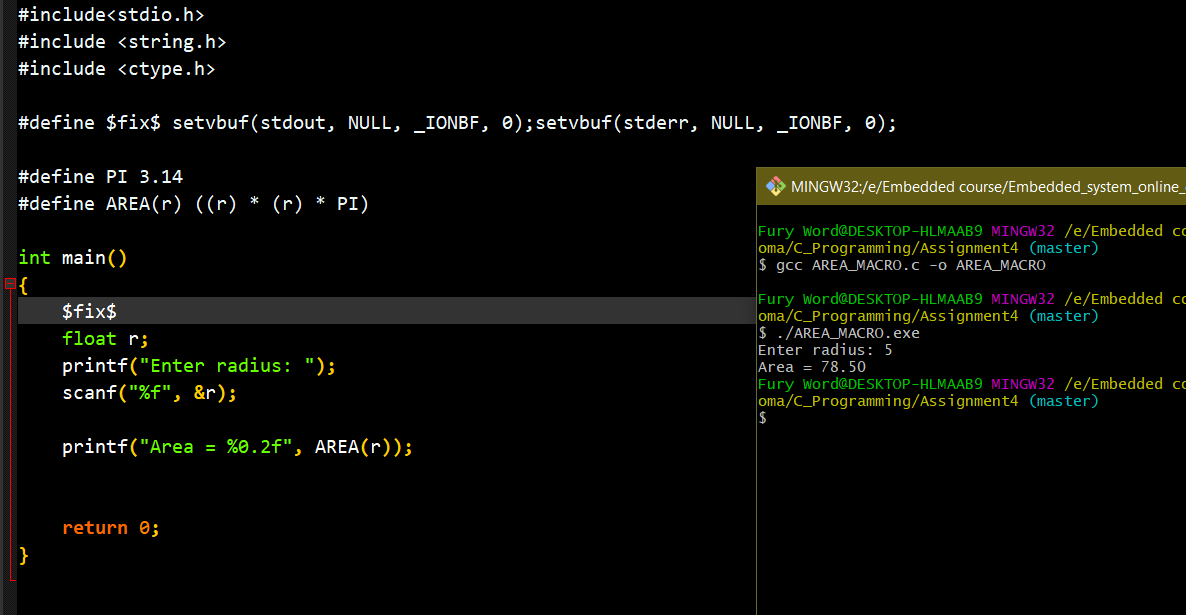 #include<stdio.h>
#include <string.h>
#include <ctype.h>
#define $fix$ setvbuf(stdout, NULL, _IONBF, 0);setvbuf(stderr, NULL, _IONBF, 0);
#define PI 3.14
#define AREA(r) ((r) * (r) * PI)
int main()
{
$fix$
float r;
printf("Enter radius: ");
scanf("%f", &r);
printf("Area = %0.2f", AREA(r));
return 0;
}
MINGW32:/e/Embedded course/Embedded_system_online_
Fury Word@DESKTOP-HLMAAB9 MINGW32 /e/Embedded co
oma/C_Programming/Assignment4 (master)
$ gcc AREA_MACRO.c -o AREA_MACRO
Fury Word@DESKTOP-HLMAAB9 MINGW32 /e/Embedded co
oma/C_Programming/Assignment4 (master)
$ ./AREA_MACRO.exe
Enter radius: 5
Area = 78.50
Fury Word@DESKTOP-HLMAAB9 MINGW32 /e/Embedded co
oma/C_Programming/Assignment4 (master)
$